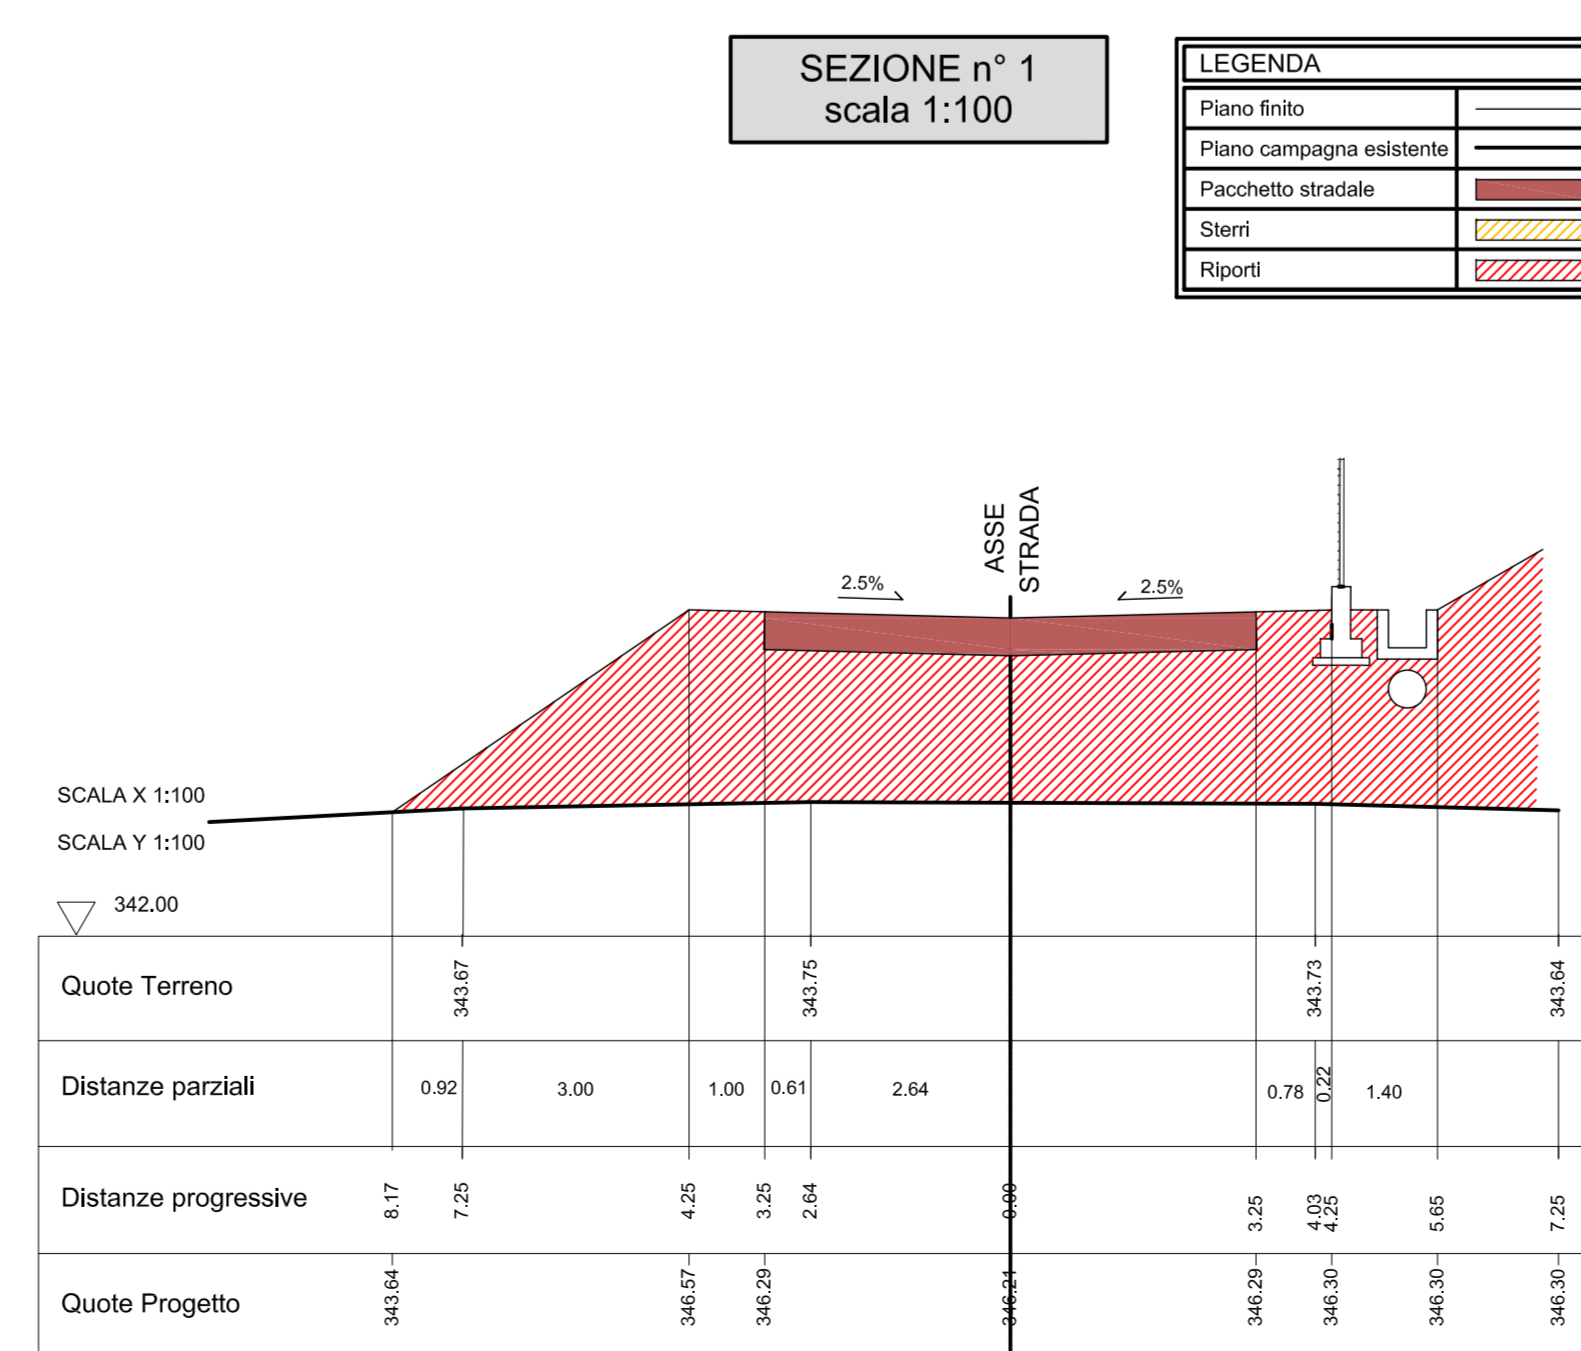 SEZIONE n° 1
scala 1:100
LEGENDA
Piano finito
Piano campagna esistente
Pacchetto stradale
Sterri
Riporti
ASSE
STRADA
2.5%
2.5%
SCALA X 1:100
SCALA Y 1:100
342.00
Quote Terreno 343.67 343.75 343.73 343.64
Distanze parziali 0.92 3.00 1.00 0.61 2.64 0.78 0.22 1.40
Distanze progressive 8.17 7.25 4.25 3.25 2.64 0.00 3.25 4.03 4.25 5.65 7.25
Quote Progetto 343.64 346.57 346.29 346.21 346.29 346.30 346.30 346.30